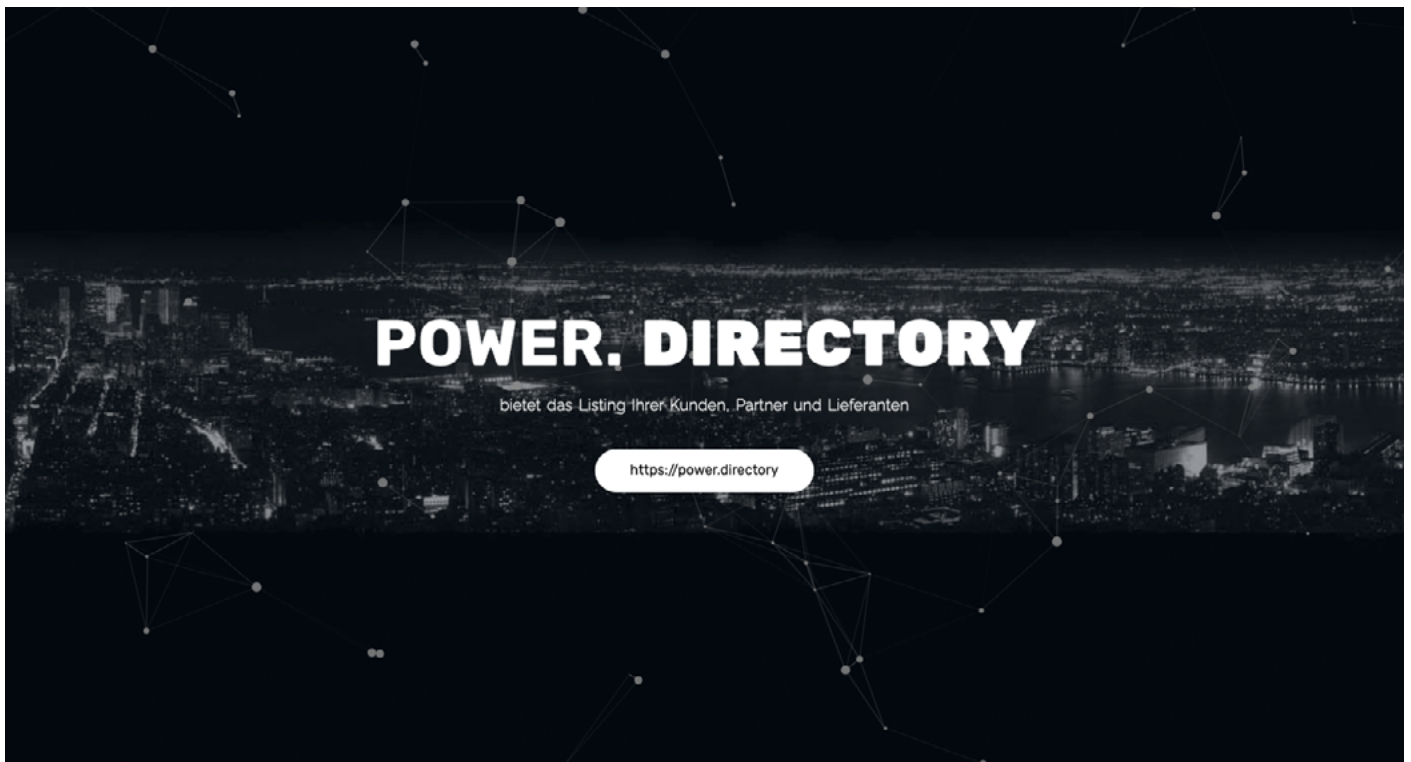 POWER. DIRECTORY
bietet das Listing Ihrer Kunden, Partner und Lieferanten
https://power.directory